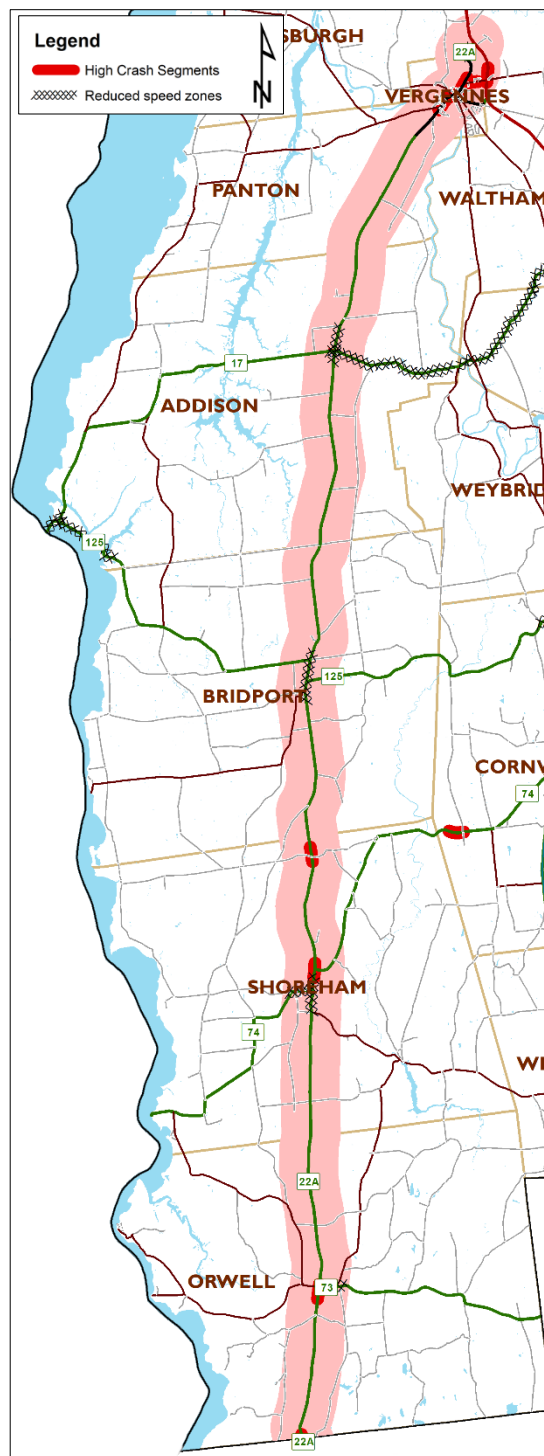 Legend
High Crash Segments
Reduced speed zones
N
SBURGH
22A
VERGENNES
PANTON
WALTHAM
17
ADDISON
WEYBRID
125
125
BRIDPORT
CORNW
74
SHOREHAM
74
WH
22A
ORWELL
73
22A